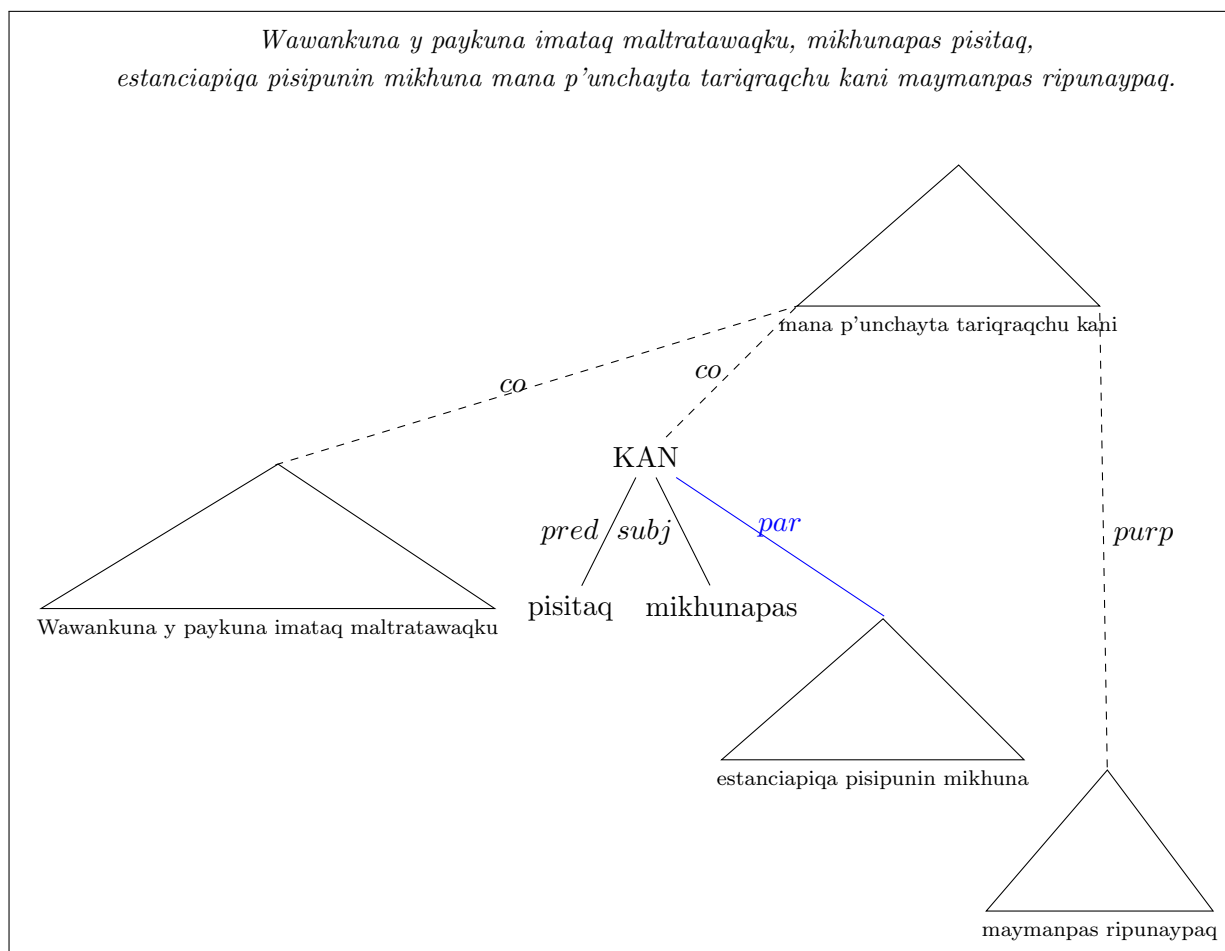 Wawankuna y paykuna imataq maltratawaqku, mikhunapas pisitaq,
estanciapiqa pisipunin mikhuna mana p'unchayta tariqraqchu kani maymanpas ripunaypaq.
mana p'unchayta tariqraqchu kani
co
co
KAN
pred
subj
par
purp
pisitaq
mikhunapas
Wawankuna y paykuna imataq maltratawaqku
estanciapiqa pisipunin mikhuna
maymanpas ripunaypaq